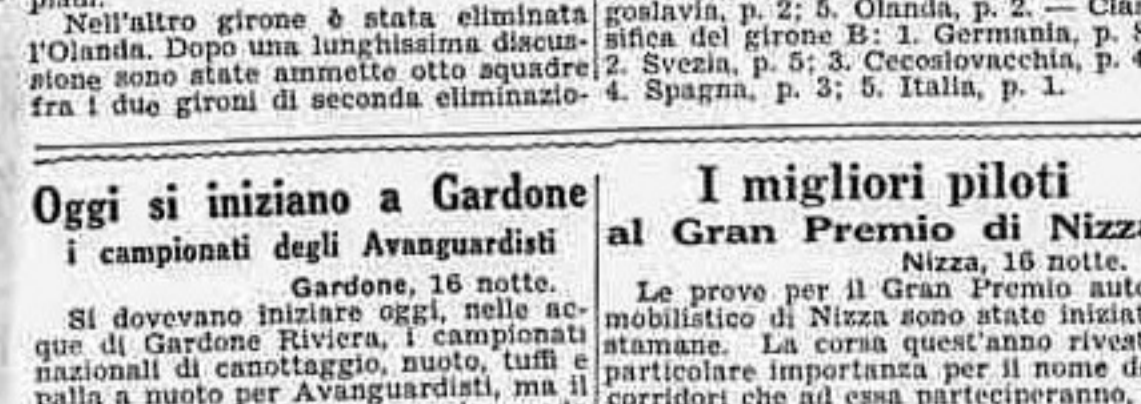 Nell'altro girone è stata eliminata
l'Olanda. Dopo una lunghissima discus-
sione sono state ammette otto squadre
fra i due gironi di seconda eliminazio-
goslavia, p. 2; 5. Olanda, p. 2. — Clas
sifica del girone B: 1. Germania, p.
2. Svezia, p. 5; 3. Cecoslovacchia, p. 4
4. Spagna, p. 3; 5. Italia, p. 1.
Oggi si iniziano a Gardone
i campionati degli Avanguardisti
Gardone, 16 notte.
Si dovevano iniziare oggi, nelle ac-
que di Gardone Riviera, i campionati
nazionali di canottaggio, nuoto, tuffi e
palla a nuoto per Avanguardisti, ma il
I migliori piloti
al Gran Premio di Nizza
Nizza, 16 notte.
Le prove per il Gran Premio auto
mobilistico di Nizza sono state iniziat
stamane. La corsa quest'anno rivest
particolare importanza per il nome d
corridori che ad essa parteciperanno,